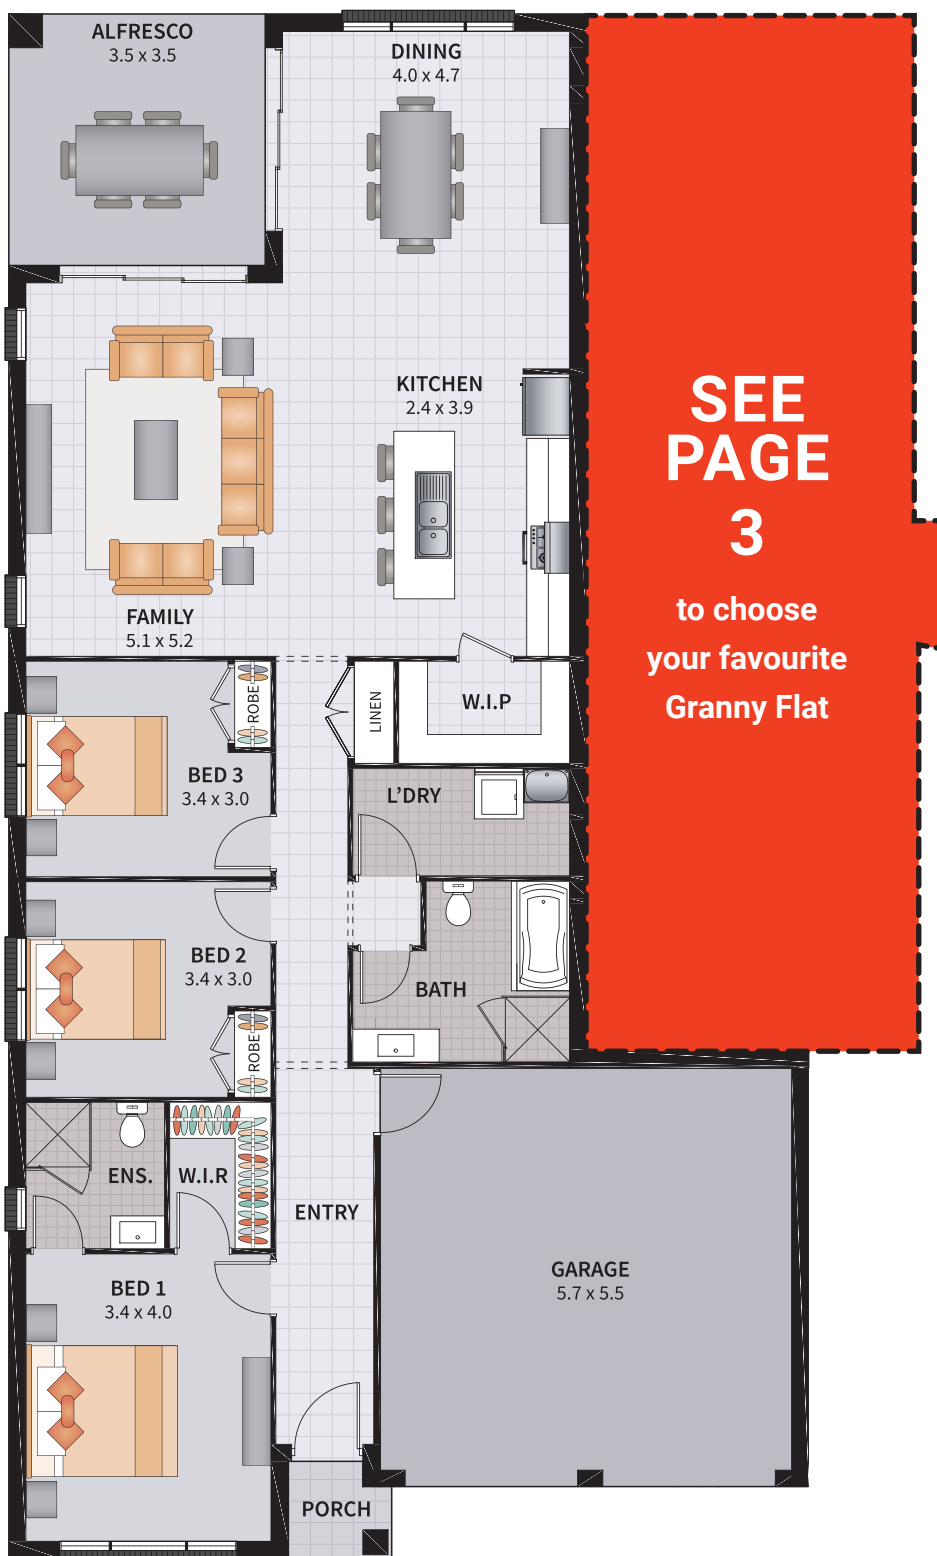 ALFRESCO
3.5 x 3.5
DINING
4.0 x 4.7
KITCHEN
2.4 x 3.9
SEE
PAGE
3
to choose
your favourite
Granny Flat
FAMILY
5.1 x 5.2
ROBE
LINEN
W.I.P
BED 3
3.4 x 3.0
L'DRY
BED 2
3.4 x 3.0
BATH
ROBE
ENS.
W.I.R
ENTRY
GARAGE
5.7 x 5.5
BED 1
3.4 x 4.0
PORCH